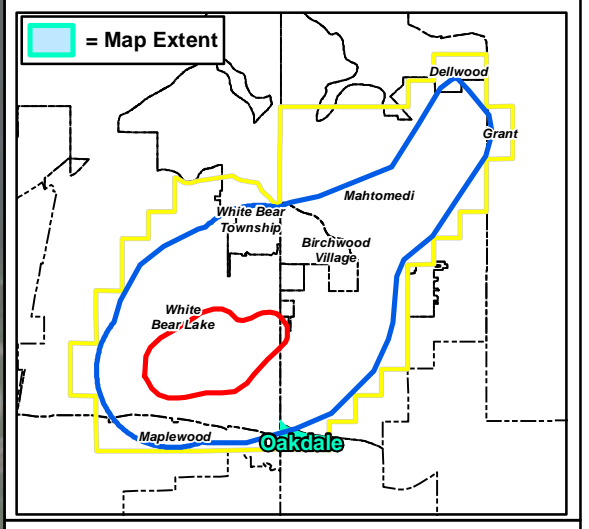 = Map Extent
Dellwood
Grant
Mahtomedi
White Bear
Township
Birchwood
Village
White
Bear Lake
Maplewood
Oakdale